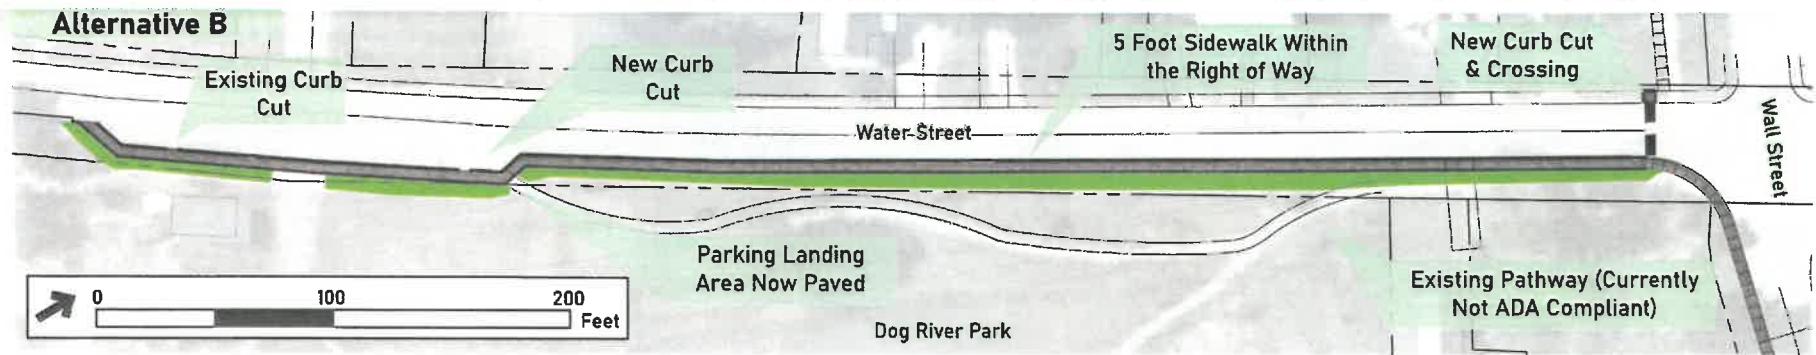 Alternative B
Existing Curb
Cut
New Curb
Cut
5 Foot Sidewalk Within
the Right of Way
New Curb Cut
& Crossing
Water Street
Wall Street
Parking Landing
Area Now Paved
Existing Pathway (Currently
Not ADA Compliant)
Dog River Park
0 100 200
Feet